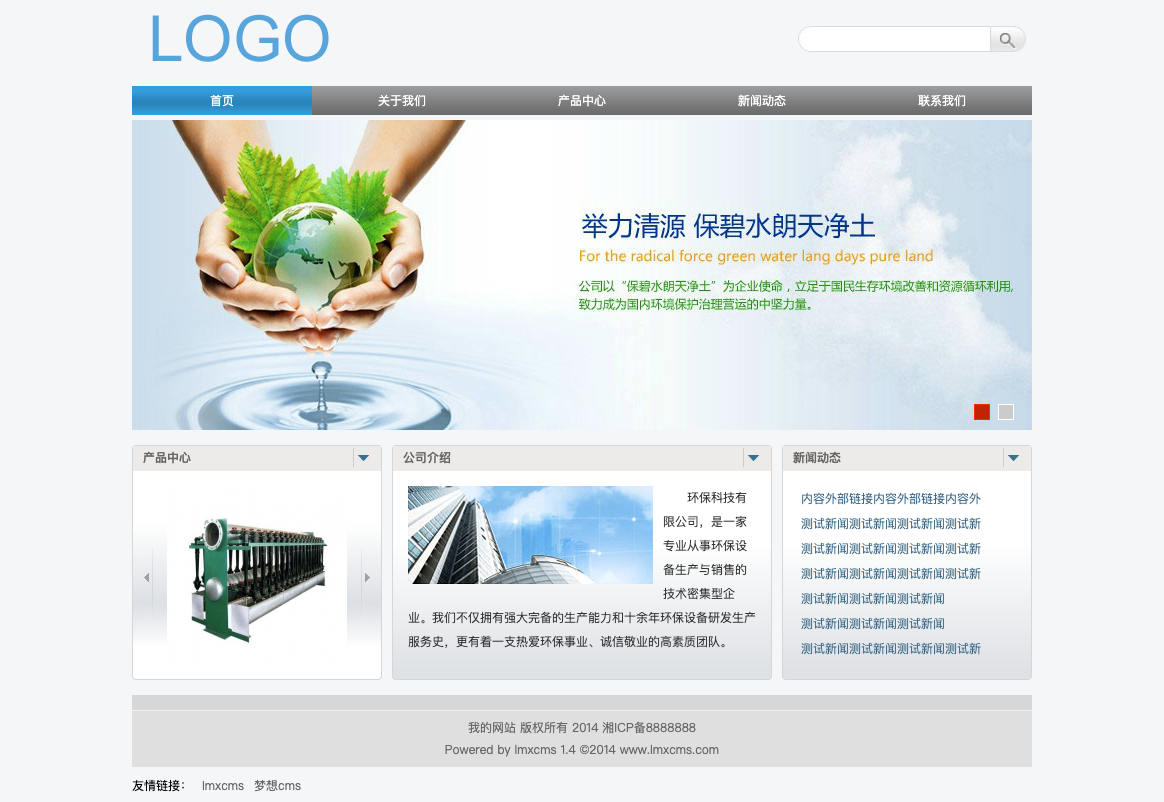 LOGO
首页 关于我们 产品中心 新闻动态 联系我们
举力清源 保碧水朗天净土
For the radical force green water lang days pure land
公司以“保碧水朗天净土”为企业使命，立足于国民生存环境改善和资源循环利用,
致力成为国内环境保护治理营运的中坚力量。
产品中心
公司介绍
环保科技有
限公司，是一家
专业从事环保设
备生产与销售的
技术密集型企
业。我们不仅拥有强大完备的生产能力和十余年环保设备研发生产
服务史，更有着一支热爱环保事业、诚信敬业的高素质团队。
新闻动态
内容外部链接内容外部链接内容外
测试新闻测试新闻测试新闻测试新
测试新闻测试新闻测试新闻测试新
测试新闻测试新闻测试新闻测试新
测试新闻测试新闻测试新闻
测试新闻测试新闻测试新闻
测试新闻测试新闻测试新闻测试新
我的网站 版权所有 2014 湘ICP备8888888
Powered by lmxcms 1.4 ©2014 www.lmxcms.com
友情链接： lmxcms 梦想cms